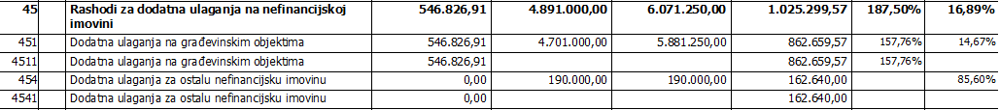 45 Rashodi za dodatna ulaganja na nefinancijskoj imovini 546.826,91 4.891.000,00 6.071.250,00 1.025.299,57 187,50% 16,89%
451 Dodatna ulaganja na građevinskim objektima 546.826,91 4.701.000,00 5.881.250,00 862.659,57 157,76% 14,67%
4511 Dodatna ulaganja na građevinskim objektima 546.826,91 862.659,57 157,76%
454 Dodatna ulaganja za ostalu nefinancijsku imovinu 0,00 190.000,00 190.000,00 162.640,00 85,60%
4541 Dodatna ulaganja za ostalu nefinancijsku imovinu 0,00 162.640,00